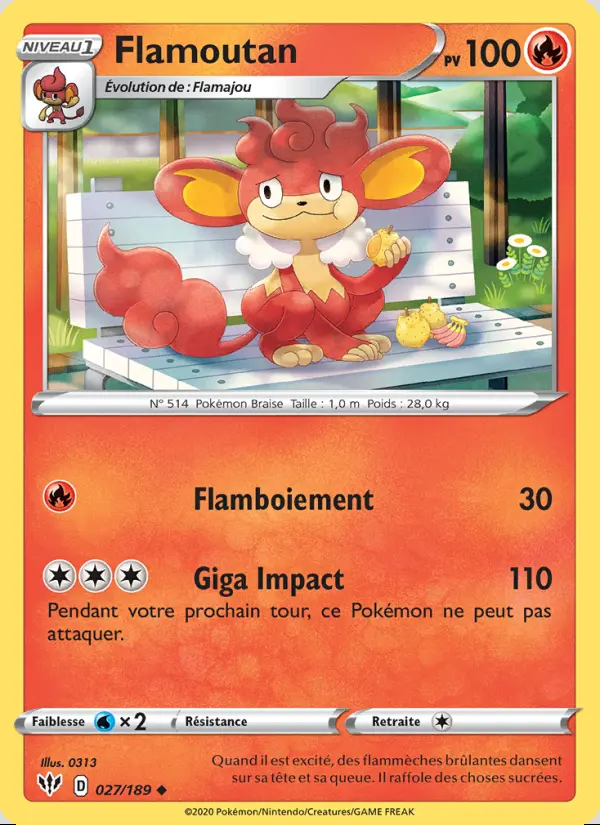 NIVEAU 1
Flamoutan
PV 100
Évolution de : Flamajou
N° 514 Pokémon Braise Taille : 1,0 m Poids : 28,0 kg
Flamboiement 30
Giga Impact 110
Pendant votre prochain tour, ce Pokémon ne peut pas
attaquer.
Faiblesse ×2 Résistance Retraite
Illus. 0313
Quand il est excité, des flammèches brûlantes dansent
sur sa tête et sa queue. Il raffole des choses sucrées.
D 027/189
©2020 Pokémon/Nintendo/Creatures/GAME FREAK